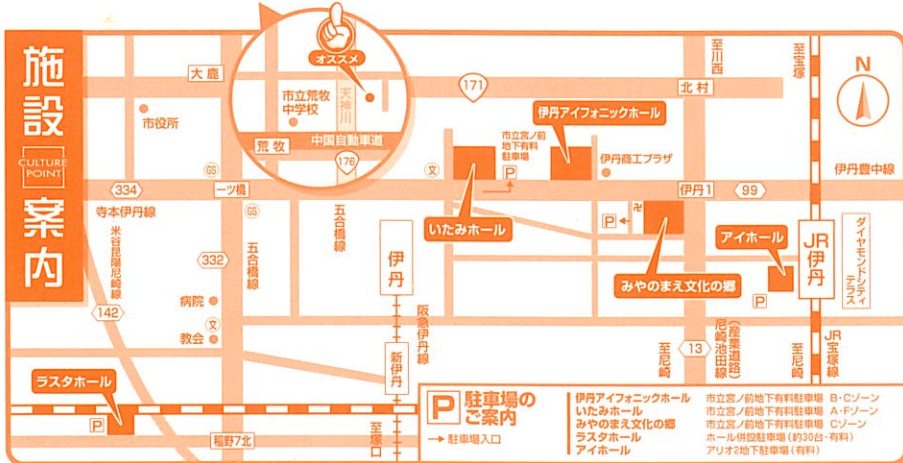 施設
CULTURE
POINT
案内
大鹿
市役所
オススメ
市立荒牧
中学校
天神川
荒牧
中国自動車道
176
171
北村
至川西
至宝塚
N
伊丹アイフォニックホール
市立宮ノ前
地下有料
駐車場
P
伊丹商工プラザ
伊丹豊中線
文
GS
334
一ツ橋
伊丹1
99
寺本伊丹線
GS
いたみホール
P
卍
アイホール
JR伊丹
ダイヤモンドシティ
テラス
米谷昆陽尼崎線
332
五合橋線
五合橋線
伊丹
みやのまえ文化の郷
P
142
病院
文
教会
阪急伊丹線
新伊丹
至尼崎
13
尼崎池田線
(産業道路)
至尼崎
JR宝塚線
ラスタホール
P
稲野7北
至塚口
P 駐車場の
ご案内
→ 駐車場入口
伊丹アイフォニックホール 市立宮ノ前地下有料駐車場 B・Cゾーン
いたみホール 市立宮ノ前地下有料駐車場 A・Fゾーン
みやのまえ文化の郷 市立宮ノ前地下有料駐車場 Cゾーン
ラスタホール ホール併設駐車場(約30台・有料)
アイホール アリオ2地下駐車場(有料)